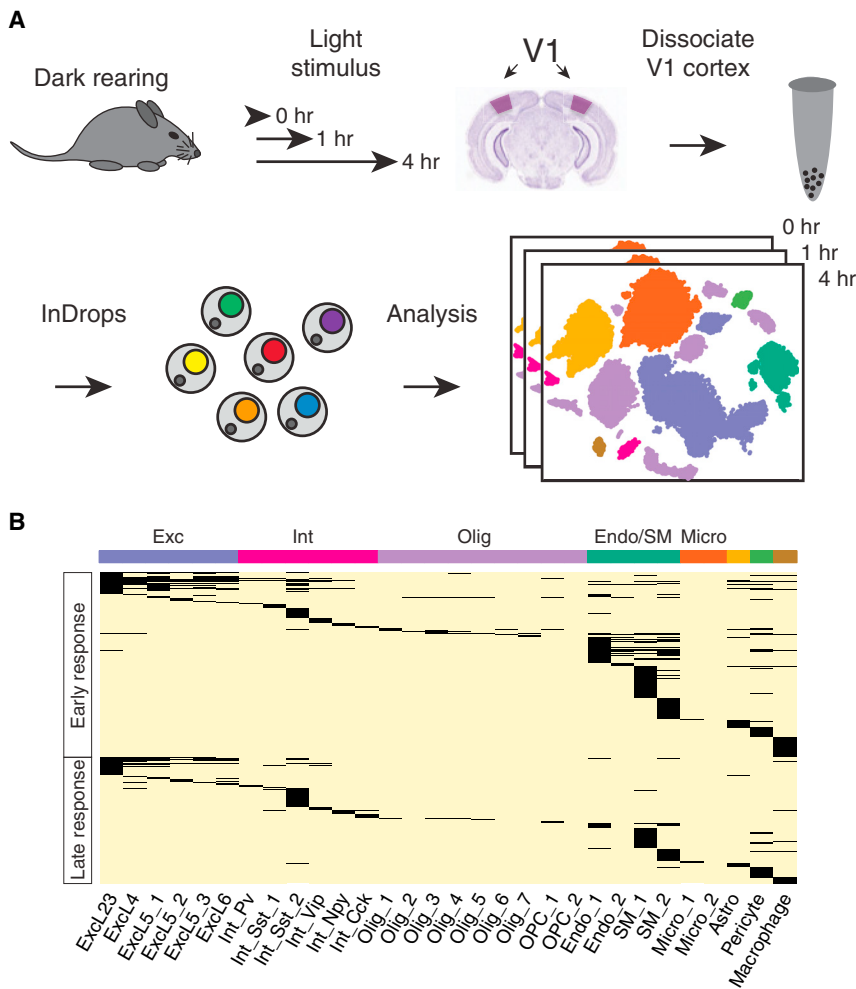 A
Dark rearing
Light
stimulus
0 hr
1 hr
4 hr
V1
Dissociate
V1 cortex
InDrops
Analysis
0 hr
1 hr
4 hr
B
Exc Int Olig Endo/SM Micro
Early response
Late response
ExcL23
ExcL4
ExcL5_1
ExcL5_2
ExcL5_3
ExcL6
Int_Pv
Int_Sst_1
Int_Sst_2
Int_Vip
Int_Npy
Int_Cck
Olig_1
Olig_2
Olig_3
Olig_4
Olig_5
Olig_6
Olig_7
OPC_1
OPC_2
Endo_1
Endo_2
SM_1
SM_2
Micro_1
Micro_2
Astro
Pericyte
Macrophage